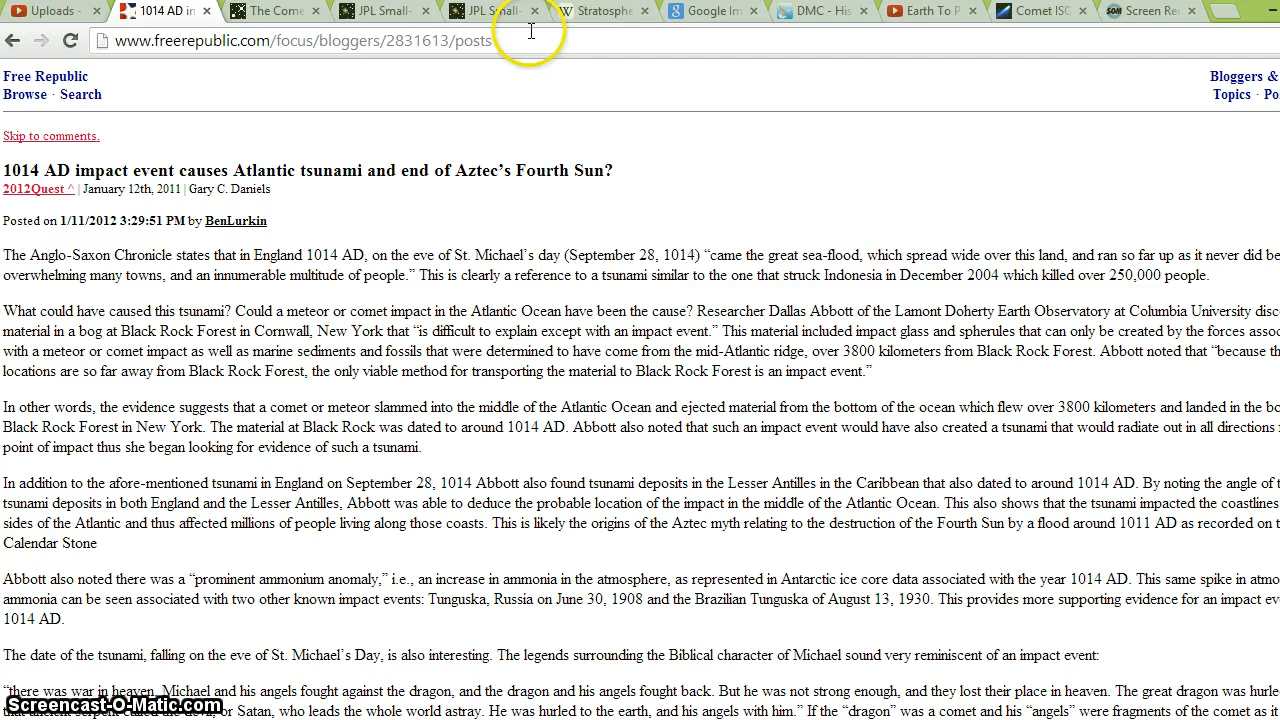 Uploads -
1014 AD in
The Come
JPL Small-
JPL Small-
Stratosphe
Google Im
DMC - His
Earth To P
Comet ISC
Screen Re
www.freerepublic.com/focus/bloggers/2831613/posts
Free Republic
Browse · Search
Bloggers &
Topics · Po
Skip to comments.
1014 AD impact event causes Atlantic tsunami and end of Aztec's Fourth Sun?
2012Quest ^ | January 12th, 2011 | Gary C. Daniels
Posted on 1/11/2012 3:29:51 PM by BenLurkin
The Anglo-Saxon Chronicle states that in England 1014 AD, on the eve of St. Michael's day (September 28, 1014) “came the great sea-flood, which spread wide over this land, and ran so far up as it never did be
overwhelming many towns, and an innumerable multitude of people.” This is clearly a reference to a tsunami similar to the one that struck Indonesia in December 2004 which killed over 250,000 people.
What could have caused this tsunami? Could a meteor or comet impact in the Atlantic Ocean have been the cause? Researcher Dallas Abbott of the Lamont Doherty Earth Observatory at Columbia University disc
material in a bog at Black Rock Forest in Cornwall, New York that “is difficult to explain except with an impact event.” This material included impact glass and spherules that can only be created by the forces asso
with a meteor or comet impact as well as marine sediments and fossils that were determined to have come from the mid-Atlantic ridge, over 3800 kilometers from Black Rock Forest. Abbott noted that “because th
locations are so far away from Black Rock Forest, the only viable method for transporting the material to Black Rock Forest is an impact event.”
In other words, the evidence suggests that a comet or meteor slammed into the middle of the Atlantic Ocean and ejected material from the bottom of the ocean which flew over 3800 kilometers and landed in the bo
Black Rock Forest in New York. The material at Black Rock was dated to around 1014 AD. Abbott also noted that such an impact event would have also created a tsunami that would radiate out in all directions f
point of impact thus she began looking for evidence of such a tsunami.
In addition to the afore-mentioned tsunami in England on September 28, 1014 Abbott also found tsunami deposits in the Lesser Antilles in the Caribbean that also dated to around 1014 AD. By noting the angle of t
tsunami deposits in both England and the Lesser Antilles, Abbott was able to deduce the probable location of the impact in the middle of the Atlantic Ocean. This also shows that the tsunami impacted the coastlines
sides of the Atlantic and thus affected millions of people living along those coasts. This is likely the origins of the Aztec myth relating to the destruction of the Fourth Sun by a flood around 1011 AD as recorded on t
Calendar Stone
Abbott also noted there was a “prominent ammonium anomaly,” i.e., an increase in ammonia in the atmosphere, as represented in Antarctic ice core data associated with the year 1014 AD. This same spike in atmo
ammonia can be seen associated with two other known impact events: Tunguska, Russia on June 30, 1908 and the Brazilian Tunguska of August 13, 1930. This provides more supporting evidence for an impact eve
1014 AD.
The date of the tsunami, falling on the eve of St. Michael's Day, is also interesting. The legends surrounding the Biblical character of Michael sound very reminiscent of an impact event:
“there was war in heaven. Michael and his angels fought against the dragon, and the dragon and his angels fought back. But he was not strong enough, and they lost their place in heaven. The great dragon was hurle
or Satan, who leads the whole world astray. He was hurled to the earth, and his angels with him.” If the “dragon” was a comet and his “angels” were fragments of the comet as it
Screencast-O-Matic.com